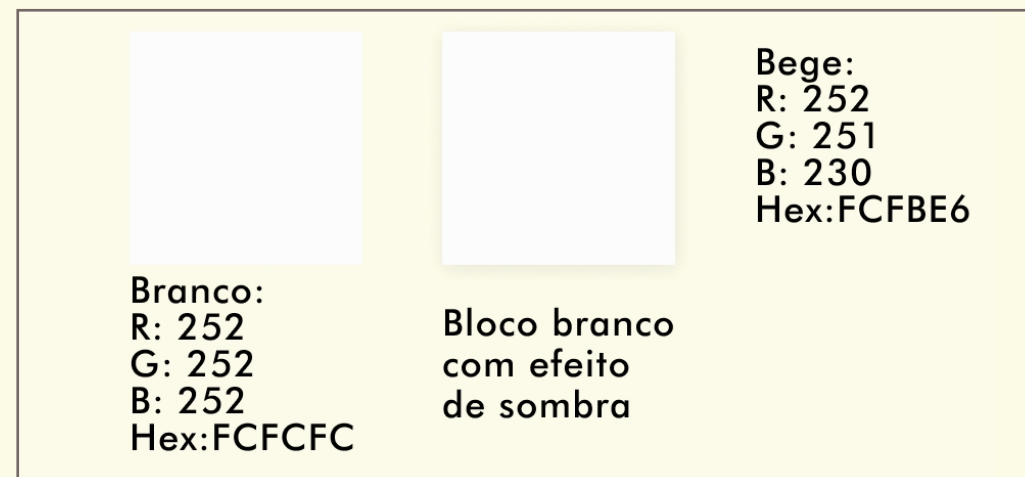 Branco:
R: 252
G: 252
B: 252
Hex:FCFCFC
Bloco branco
com efeito
de sombra
Bege:
R: 252
G: 251
B: 230
Hex:FCFBE6